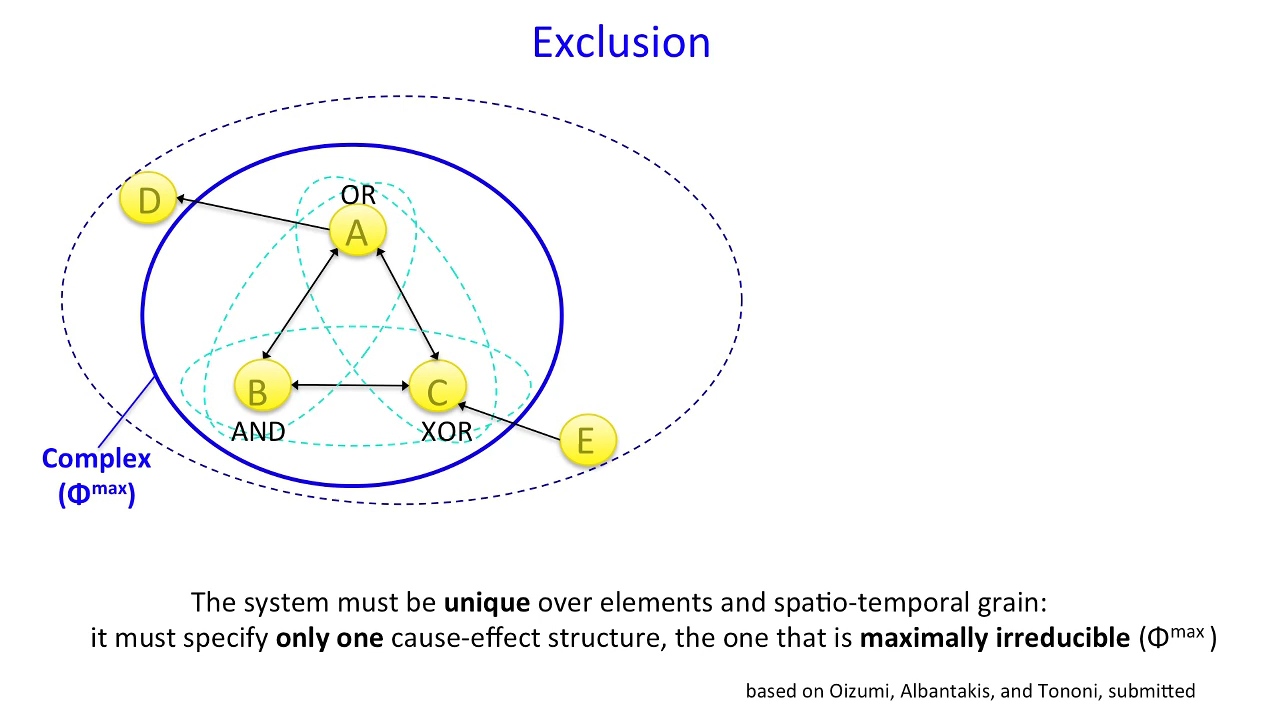 Exclusion
OR
D
A
B
C
AND
XOR
E
Complex
(Φmax)
The system must be unique over elements and spatio-temporal grain:
it must specify only one cause-effect structure, the one that is maximally irreducible (Φmax )
based on Oizumi, Albantakis, and Tononi, submitted